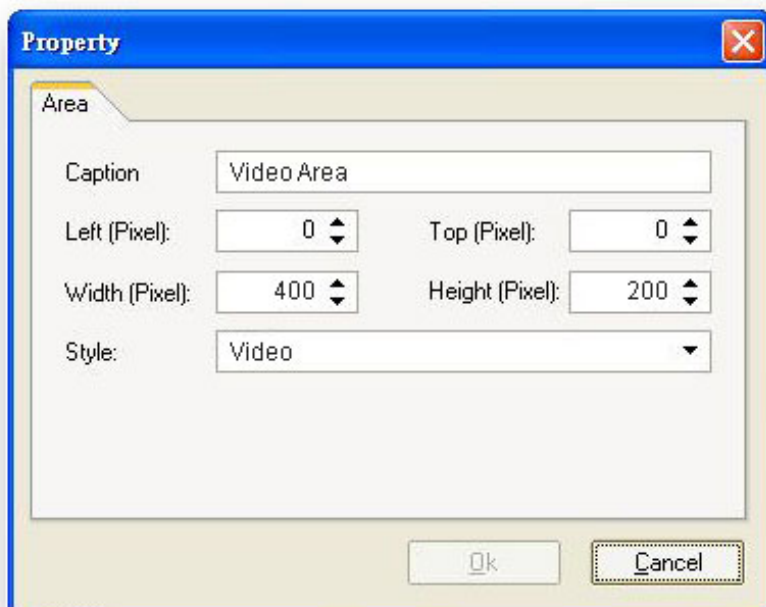 Property
Area
Caption Video Area
Left (Pixel): 0 Top (Pixel): 0
Width (Pixel): 400 Height (Pixel): 200
Style: Video
Ok Cancel